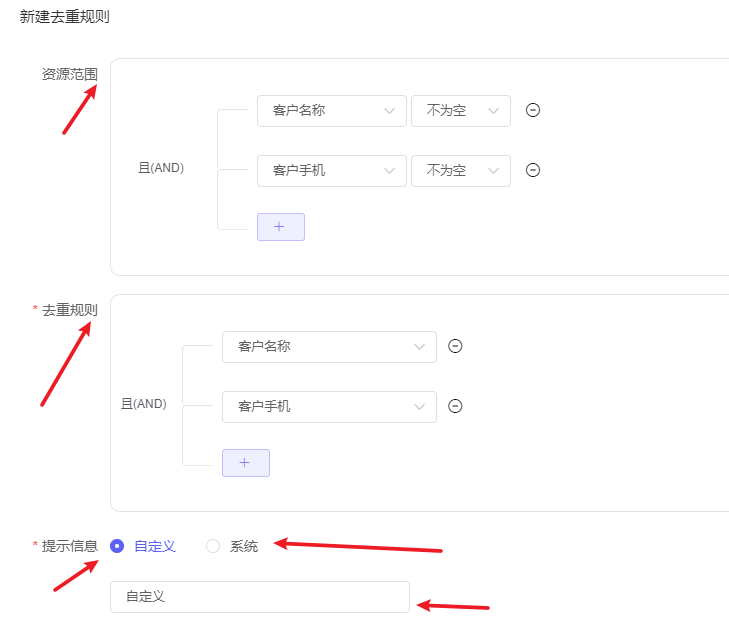 新建去重规则
资源范围
客户名称 不为空
且(AND)
客户手机 不为空
+
* 去重规则
客户名称
且(AND)
客户手机
+
* 提示信息 自定义 系统
自定义